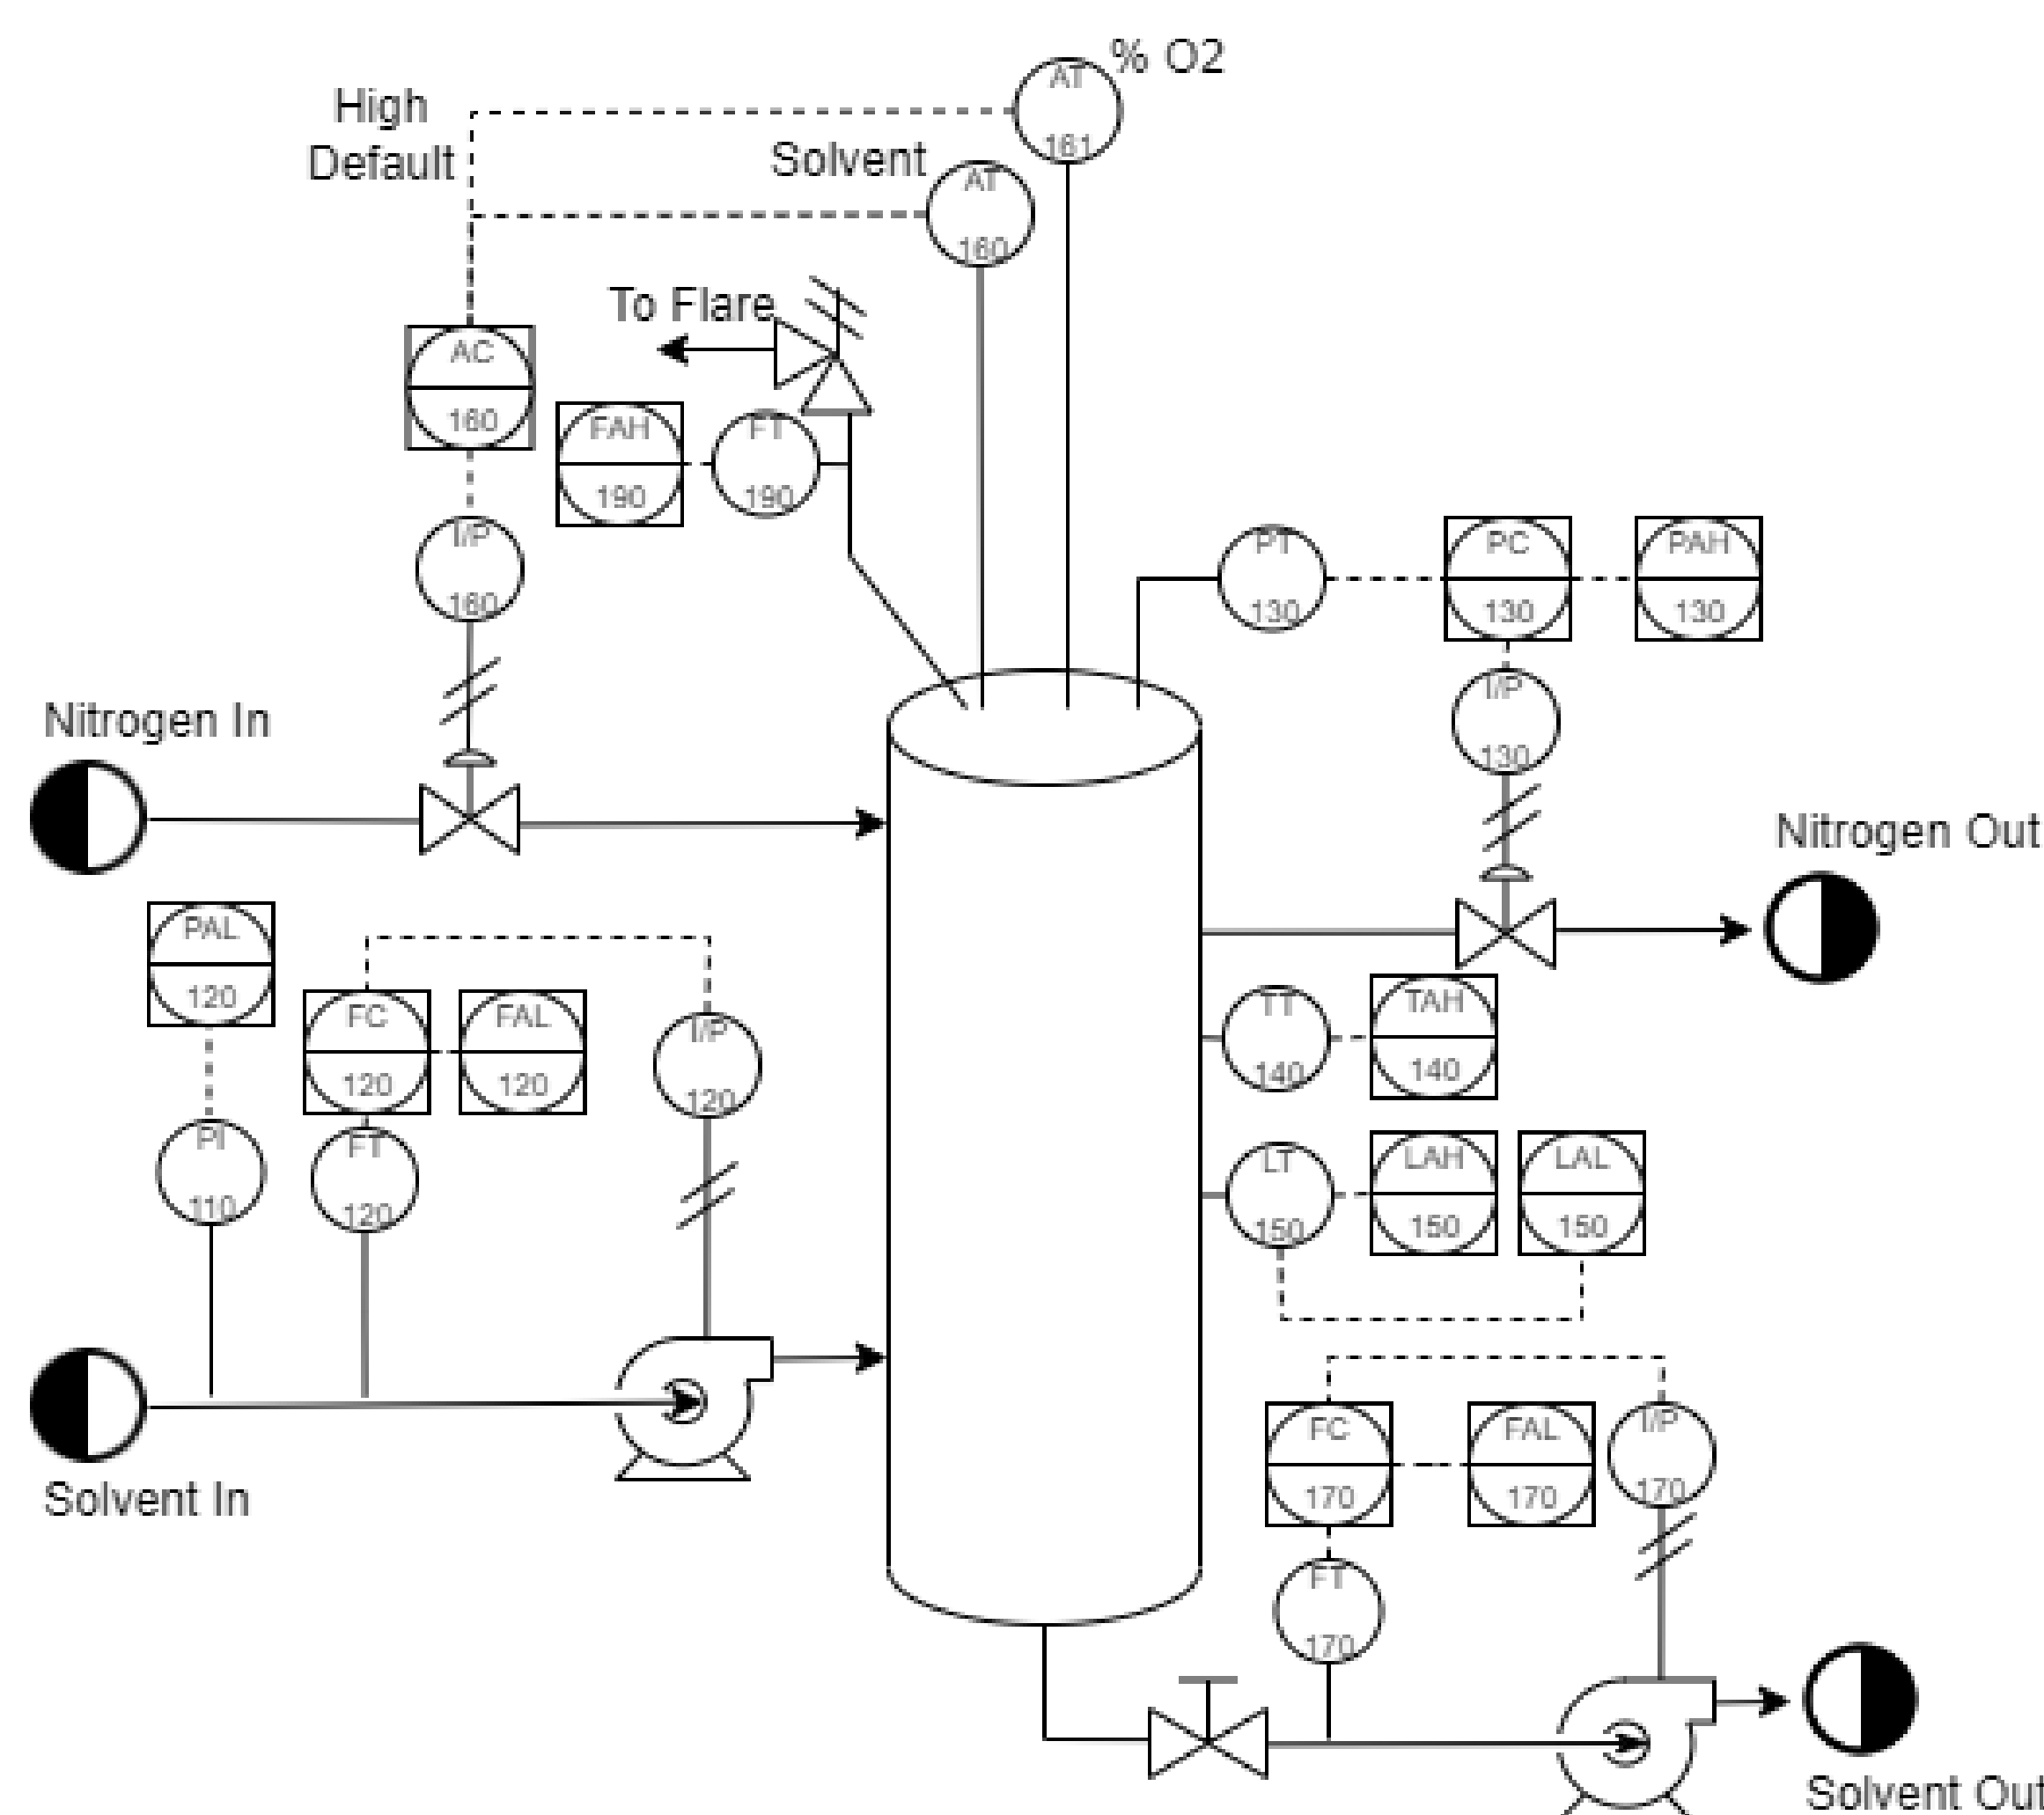 % O2
AT
161
High
Default
Solvent
AT
160
To Flare
AC
160
FAH
190
FT
190
I/P
160
PT
130
PC
130
PAH
130
I/P
130
Nitrogen In
Nitrogen Out
PAL
120
FC
120
FAL
120
I/P
120
TT
140
TAH
140
PI
110
FT
120
LT
150
LAH
150
LAL
150
Solvent In
FC
170
FAL
170
I/P
170
FT
170
Solvent Out